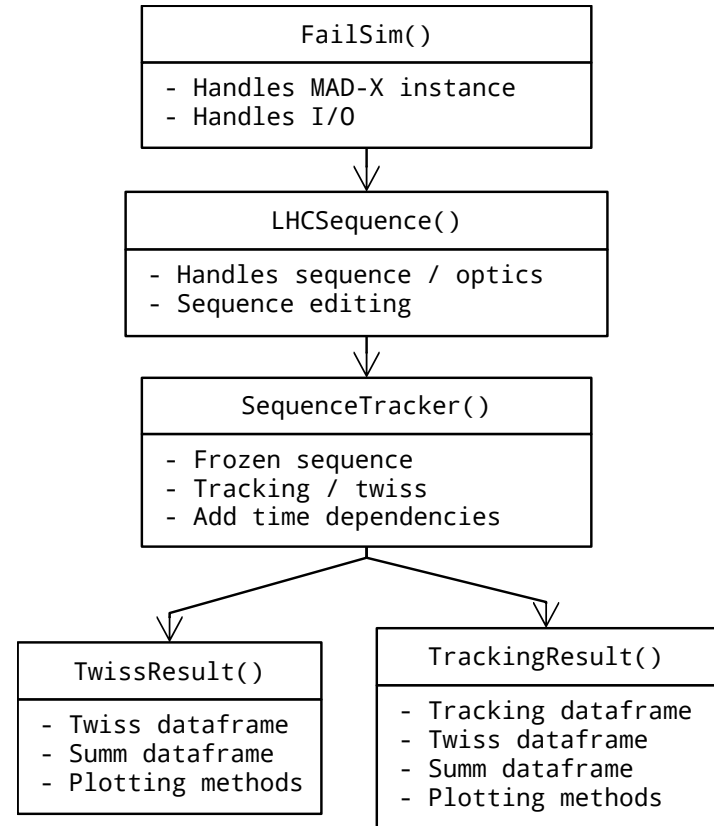 FailSim()
- Handles MAD-X instance
- Handles I/O
LHCSequence()
- Handles sequence / optics
- Sequence editing
SequenceTracker()
- Frozen sequence
- Tracking / twiss
- Add time dependencies
TwissResult()
- Twiss dataframe
- Summ dataframe
- Plotting methods
TrackingResult()
- Tracking dataframe
- Twiss dataframe
- Summ dataframe
- Plotting methods